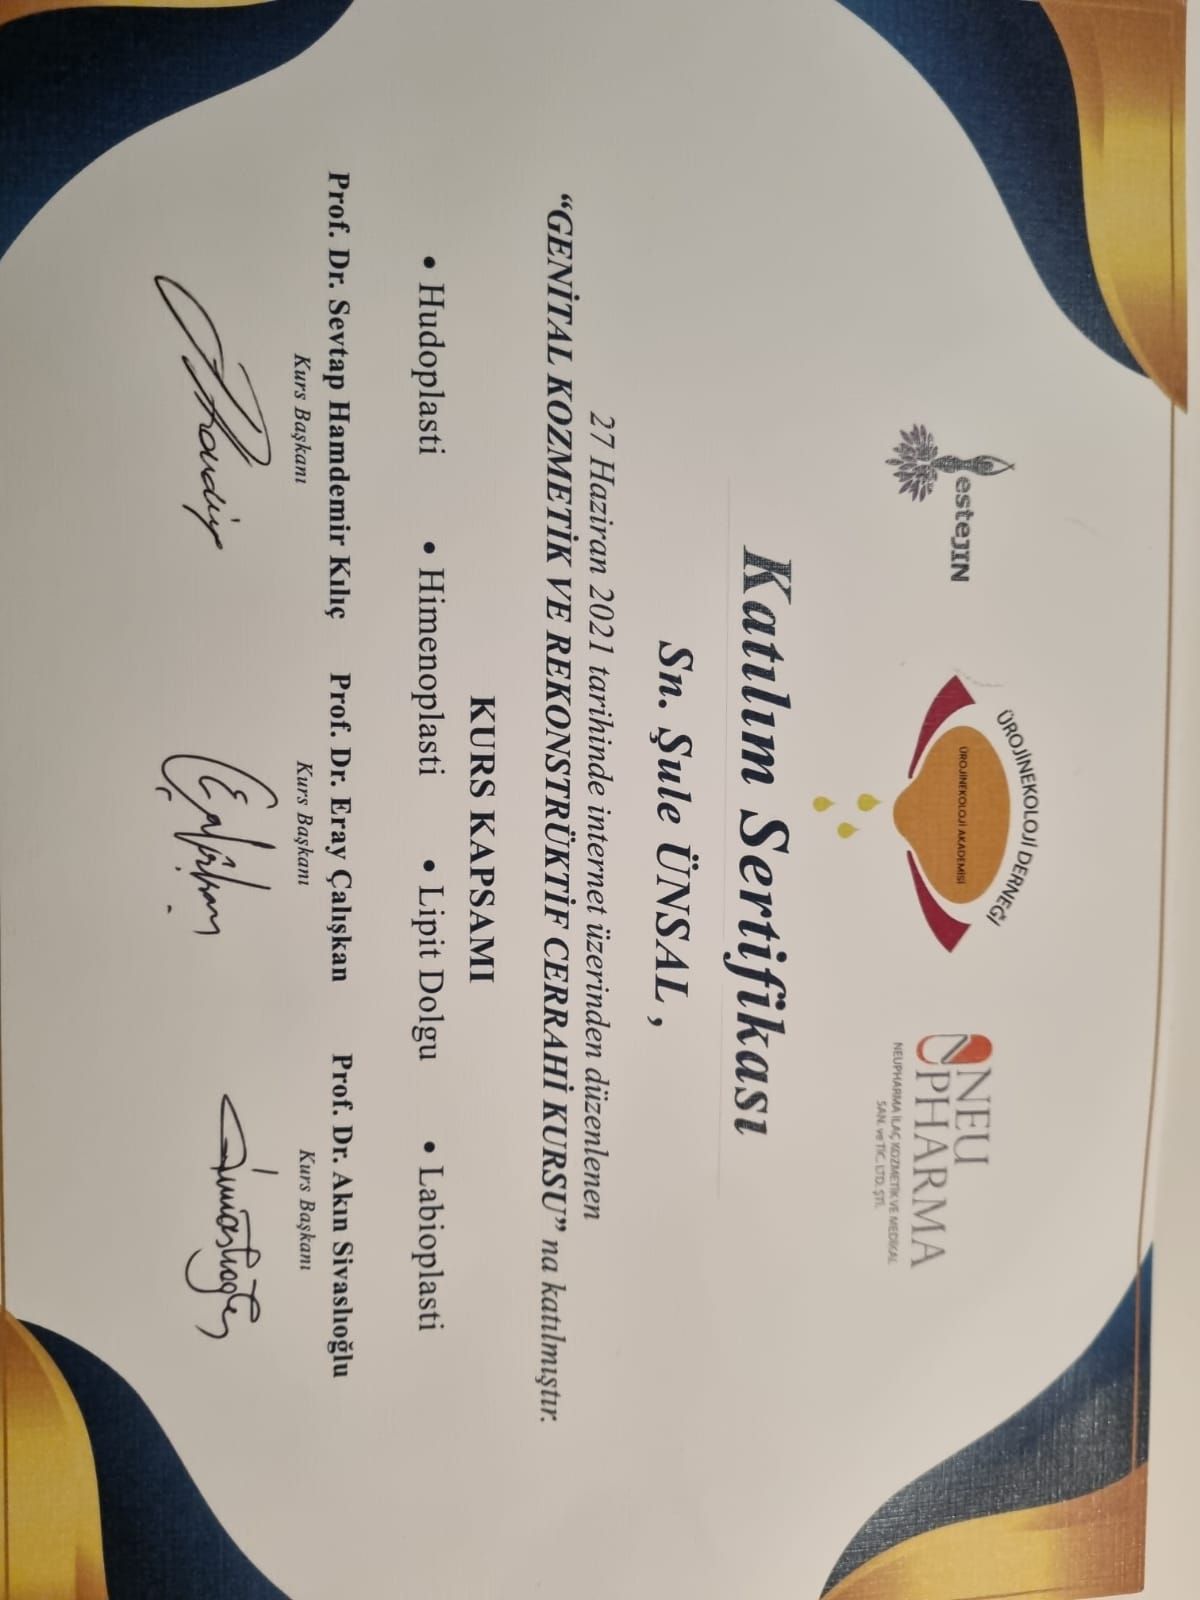 estejIN
ÜROJİNEKOLOJİ DERNEĞİ
ÜROJİNEKOLOJİ AKADEMİSİ
NEU
PHARMA
NEUPHARMA İLAÇ KOZMETİK VE MEDİKAL
SAN. ve TİC. LTD. ŞTİ.
Katılım Sertifikası
Sn. Şule ÜNSAL ,
27 Haziran 2021 tarihinde internet üzerinden düzenlenen
“GENİTAL KOZMETİK VE REKONSTRÜKTİF CERRAHİ KURSU” na katılmıştır.
KURS KAPSAMI
• Hudoplasti • Himenoplasti • Lipit Dolgu • Labioplasti
Prof. Dr. Sevtap Hamdemir Kılıç Prof. Dr. Eray Çalışkan Prof. Dr. Akın Sivaslıoğlu
Kurs Başkanı Kurs Başkanı Kurs Başkanı